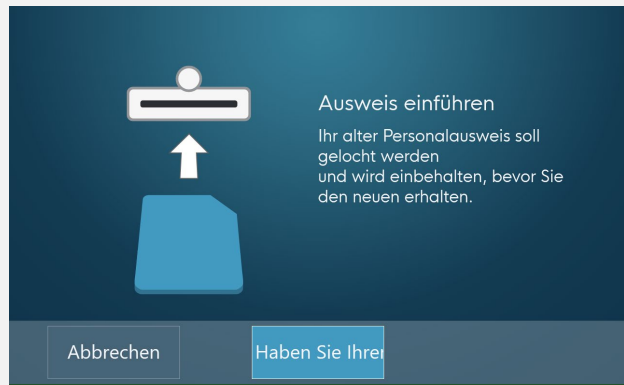 Ausweis einführen
Ihr alter Personalausweis soll
gelocht werden
und wird einbehalten, bevor Sie
den neuen erhalten.
Abbrechen
Haben Sie